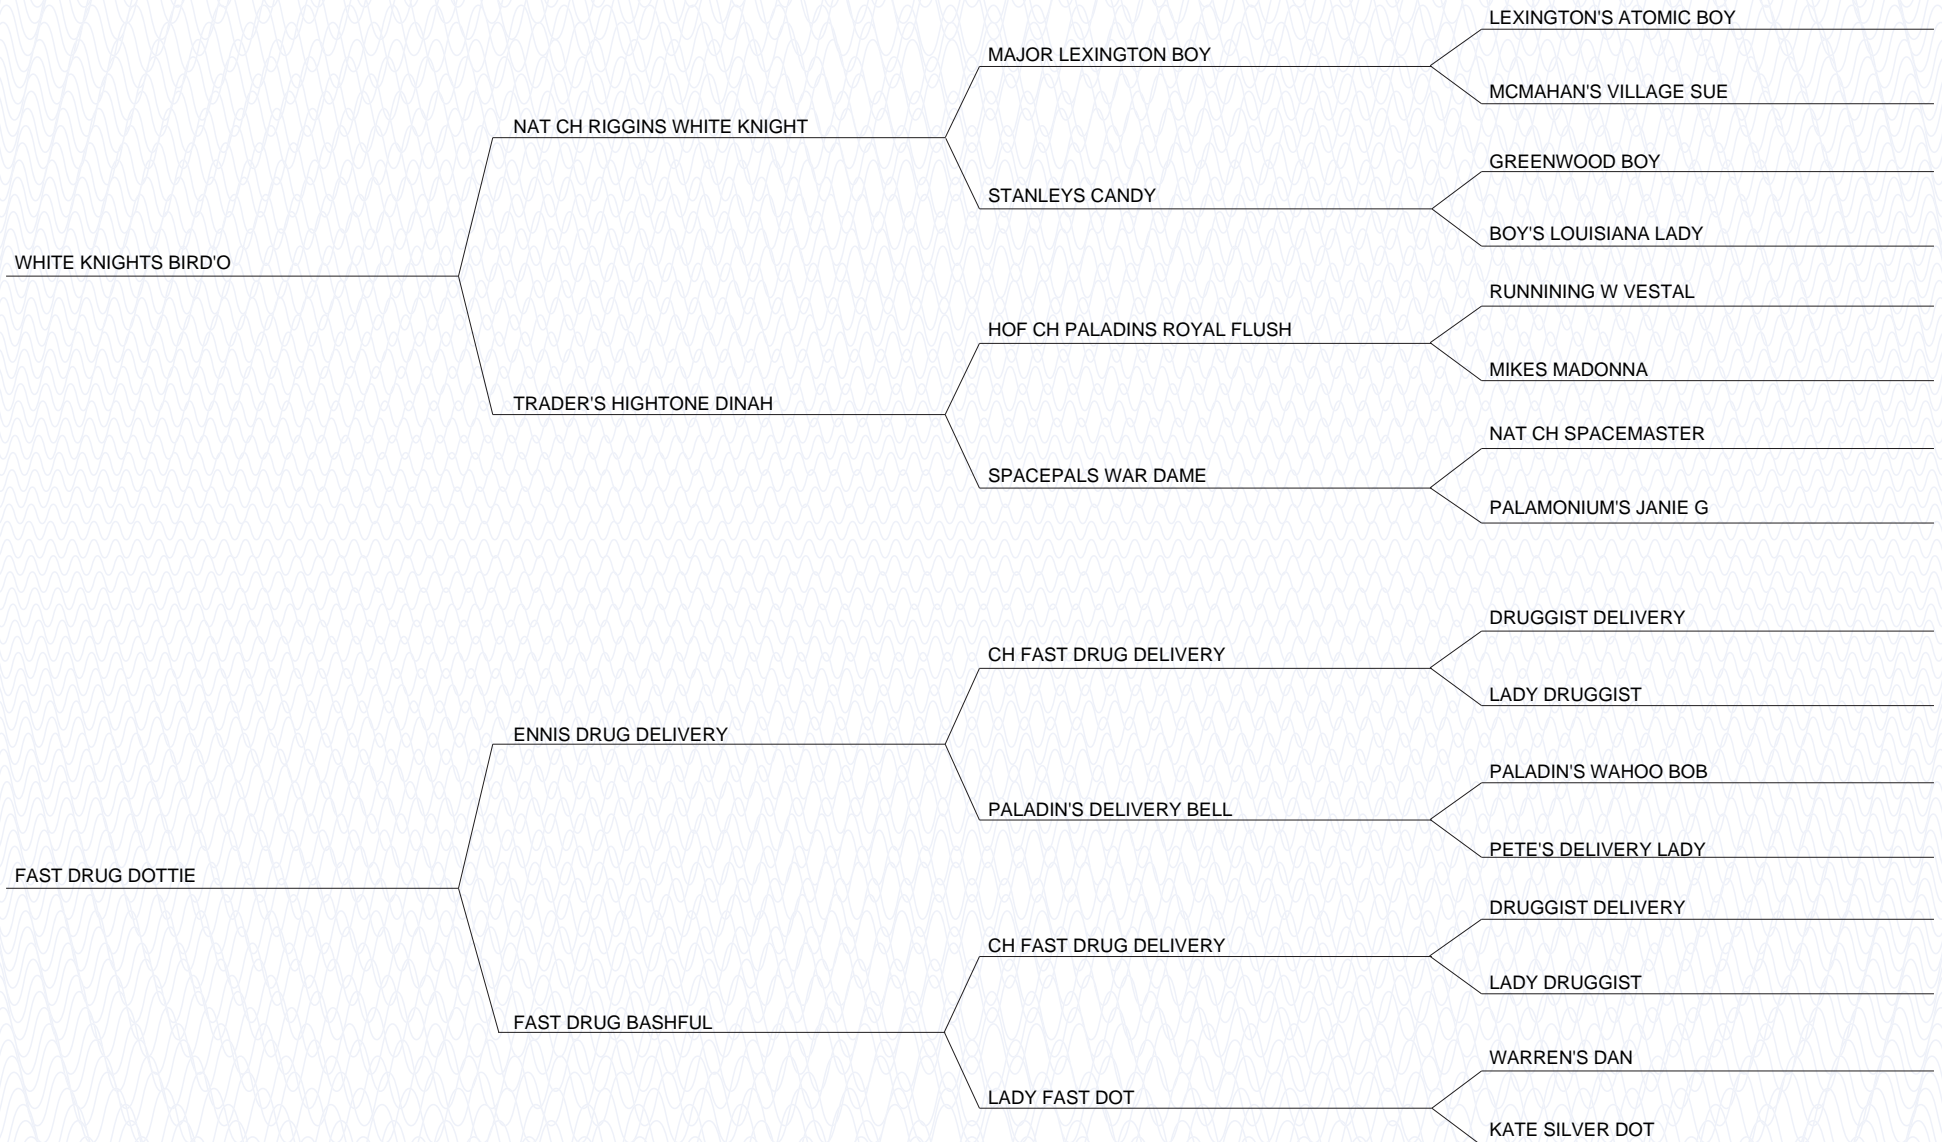 LEXINGTON'S ATOMIC BOY
MAJOR LEXINGTON BOY
MCMAHAN'S VILLAGE SUE
NAT CH RIGGINS WHITE KNIGHT
GREENWOOD BOY
STANLEYS CANDY
BOY'S LOUISIANA LADY
WHITE KNIGHTS BIRD'O
RUNNINING W VESTAL
HOF CH PALADINS ROYAL FLUSH
MIKES MADONNA
TRADER'S HIGHTONE DINAH
NAT CH SPACEMASTER
SPACEPALS WAR DAME
PALAMONIUM'S JANIE G
DRUGGIST DELIVERY
CH FAST DRUG DELIVERY
LADY DRUGGIST
ENNIS DRUG DELIVERY
PALADIN'S WAHOO BOB
PALADIN'S DELIVERY BELL
PETE'S DELIVERY LADY
FAST DRUG DOTTIE
DRUGGIST DELIVERY
CH FAST DRUG DELIVERY
LADY DRUGGIST
FAST DRUG BASHFUL
WARREN'S DAN
LADY FAST DOT
KATE SILVER DOT